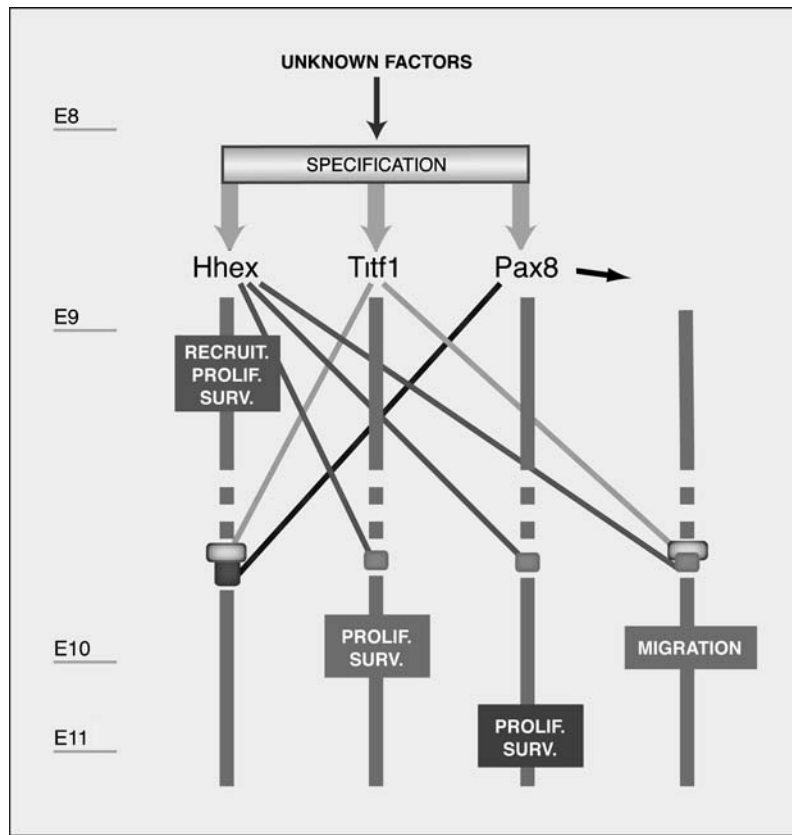 UNKNOWN FACTORS
E8
SPECIFICATION
Hhex
Titf1
Pax8
E9
RECRUIT.
PROLIF.
SURV.
PROLIF.
SURV.
MIGRATION
E10
PROLIF.
SURV.
E11